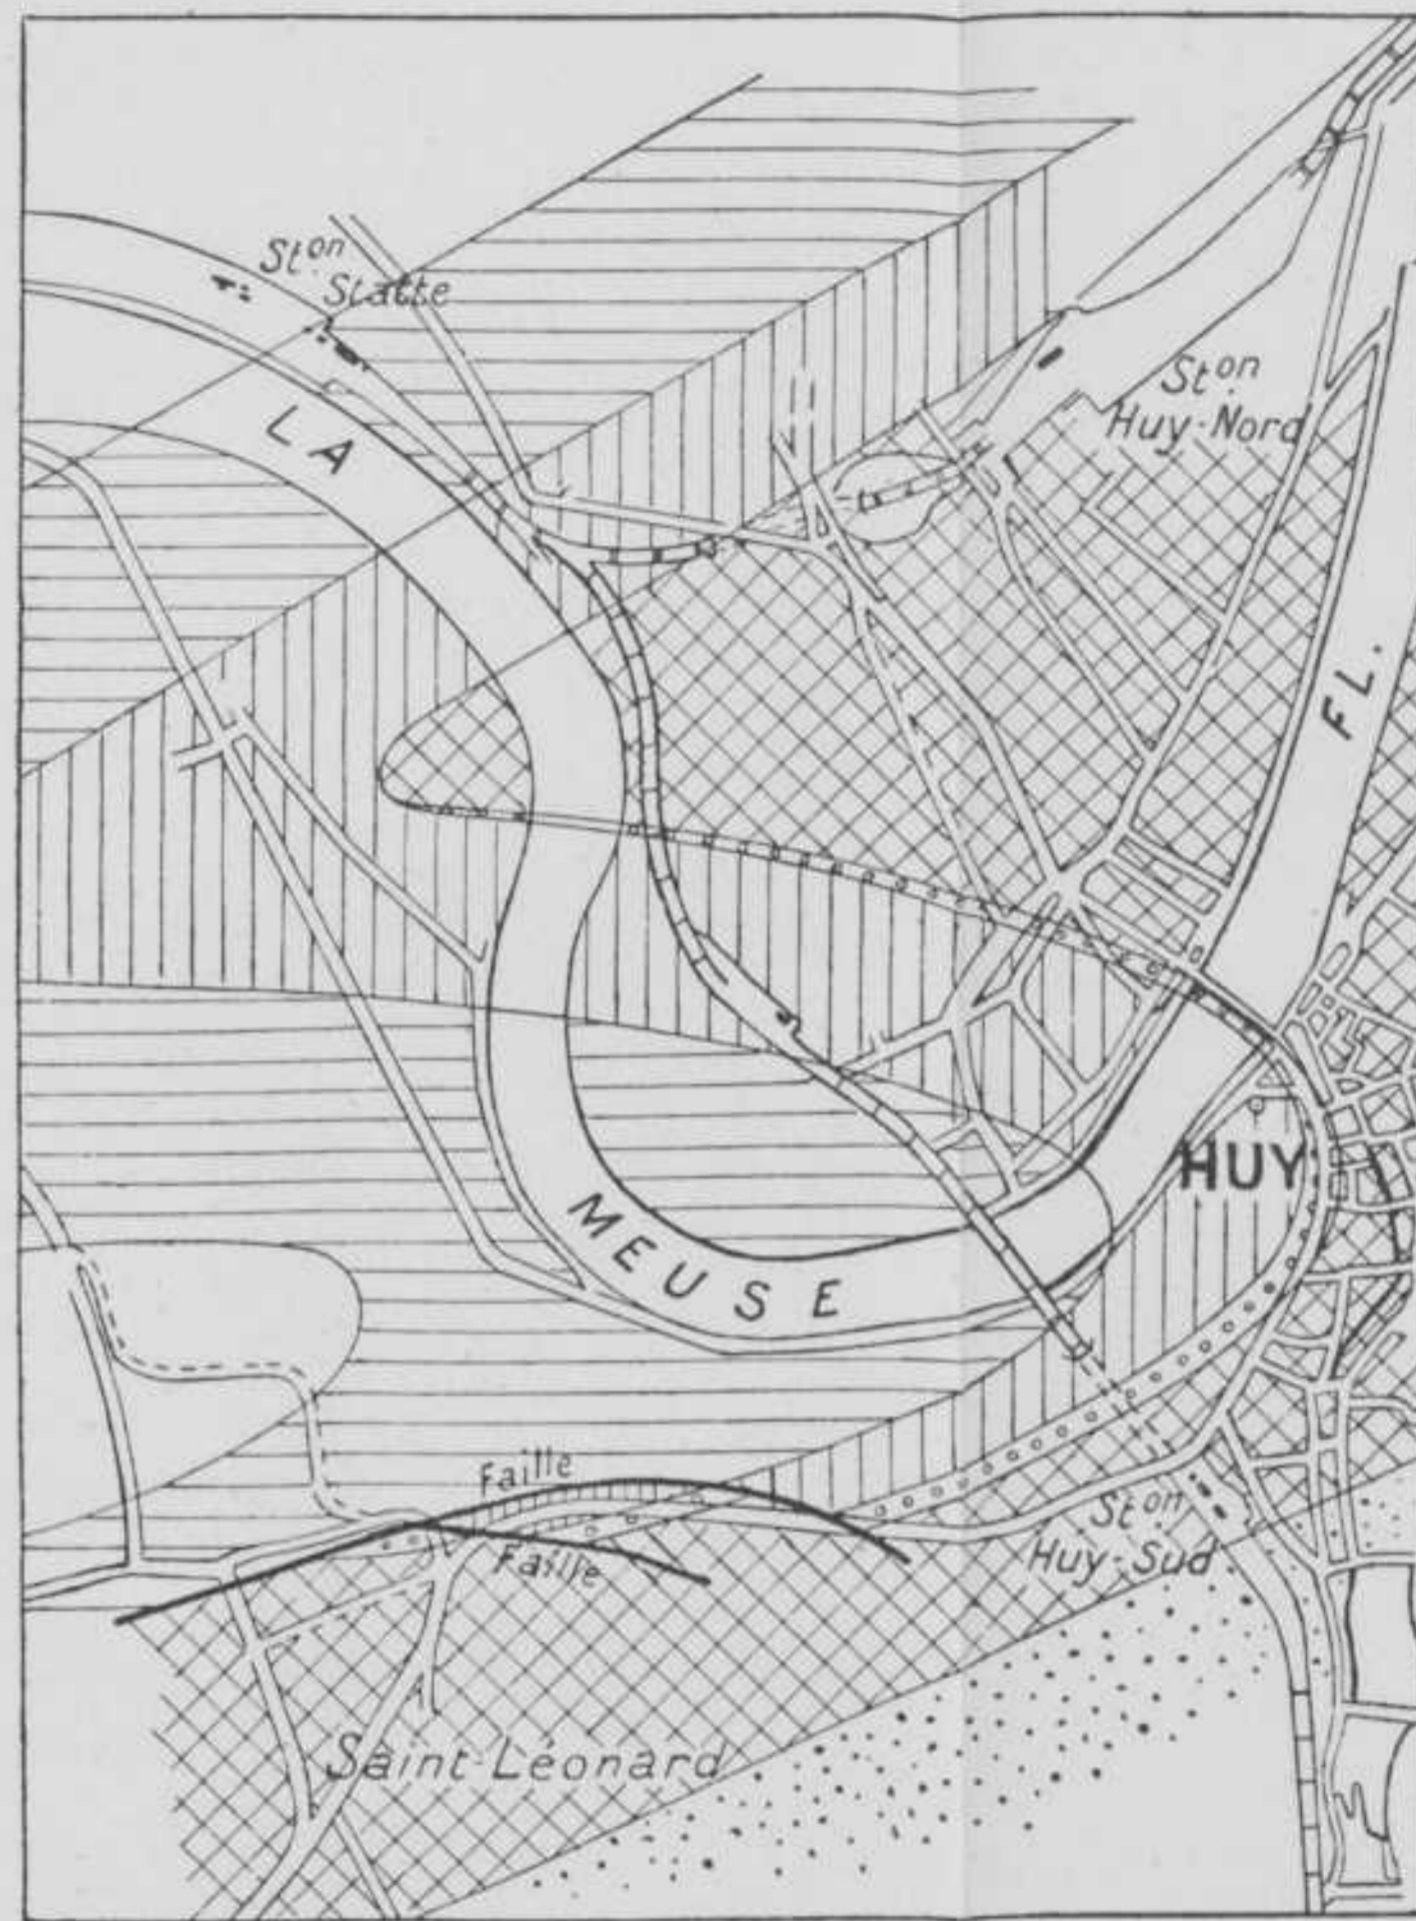 Ston
Statte
LA
Ston
Huy-Nord
FL.
HUY
MEUSE
Faille
Faille
Ston
Huy-Sud
Saint-Léonard